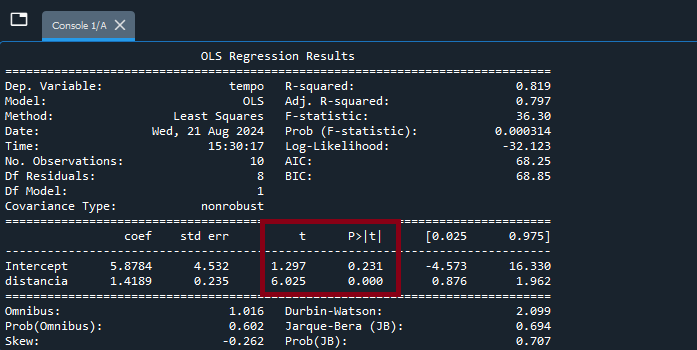 Console 1/A
OLS Regression Results
==============================================================================
Dep. Variable: tempo R-squared: 0.819
Model: OLS Adj. R-squared: 0.797
Method: Least Squares F-statistic: 36.30
Date: Wed, 21 Aug 2024 Prob (F-statistic): 0.000314
Time: 15:30:17 Log-Likelihood: -32.123
No. Observations: 10 AIC: 68.25
Df Residuals: 8 BIC: 68.85
Df Model: 1
Covariance Type: nonrobust
==============================================================================
coef std err t P>|t| [0.025 0.975]
------------------------------------------------------------------------------
Intercept 5.8784 4.532 1.297 0.231 -4.573 16.330
distancia 1.4189 0.235 6.025 0.000 0.876 1.962
==============================================================================
Omnibus: 1.016 Durbin-Watson: 2.099
Prob(Omnibus): 0.602 Jarque-Bera (JB): 0.694
Skew: -0.262 Prob(JB): 0.707